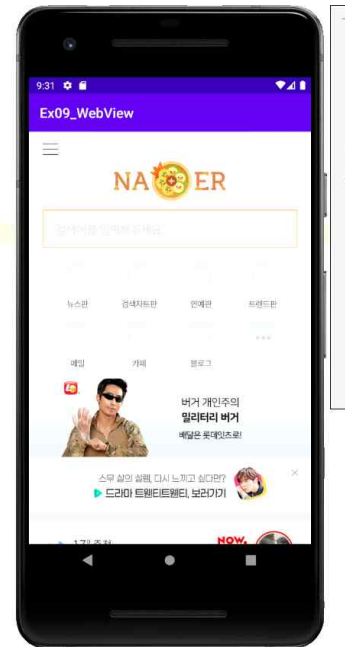 9:31
Ex09_WebView
NA ER
검색어를 입력해 주세요.
뉴스판 검색차트판 연예판 트렌드판
메일 카페 블로그
버거 개인주의
밀리터리 버거
배달은 롯데잇츠로!
스무 살의 설렘, 다시 느끼고 싶다면?
드라마 트웬티트웬티, 보러가기
NOW.